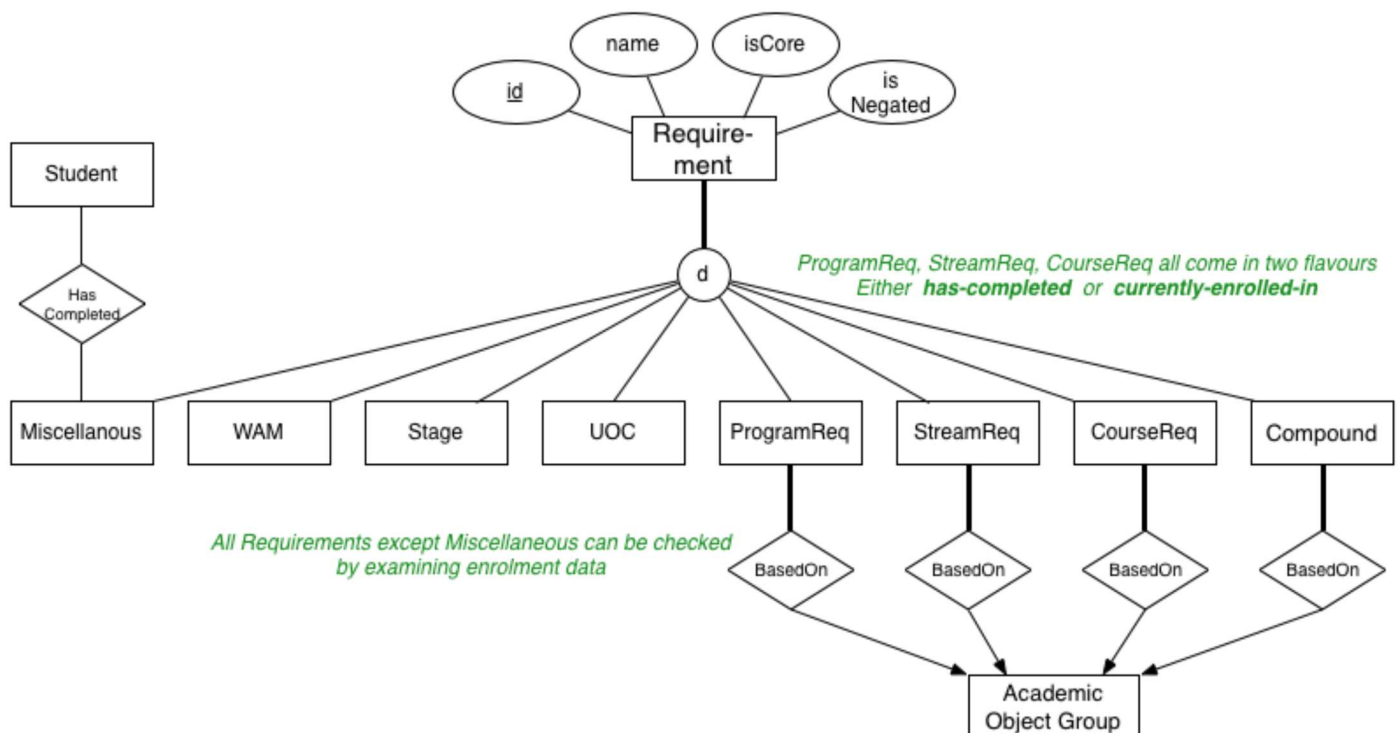 name
isCore
id
is
Negated
Require-
ment
Student
d
ProgramReq, StreamReq, CourseReq all come in two flavours
Either has-completed or currently-enrolled-in
Has
Completed
Miscellanous
WAM
Stage
UOC
ProgramReq
StreamReq
CourseReq
Compound
All Requirements except Miscellaneous can be checked
by examining enrolment data
BasedOn
BasedOn
BasedOn
BasedOn
Academic
Object Group